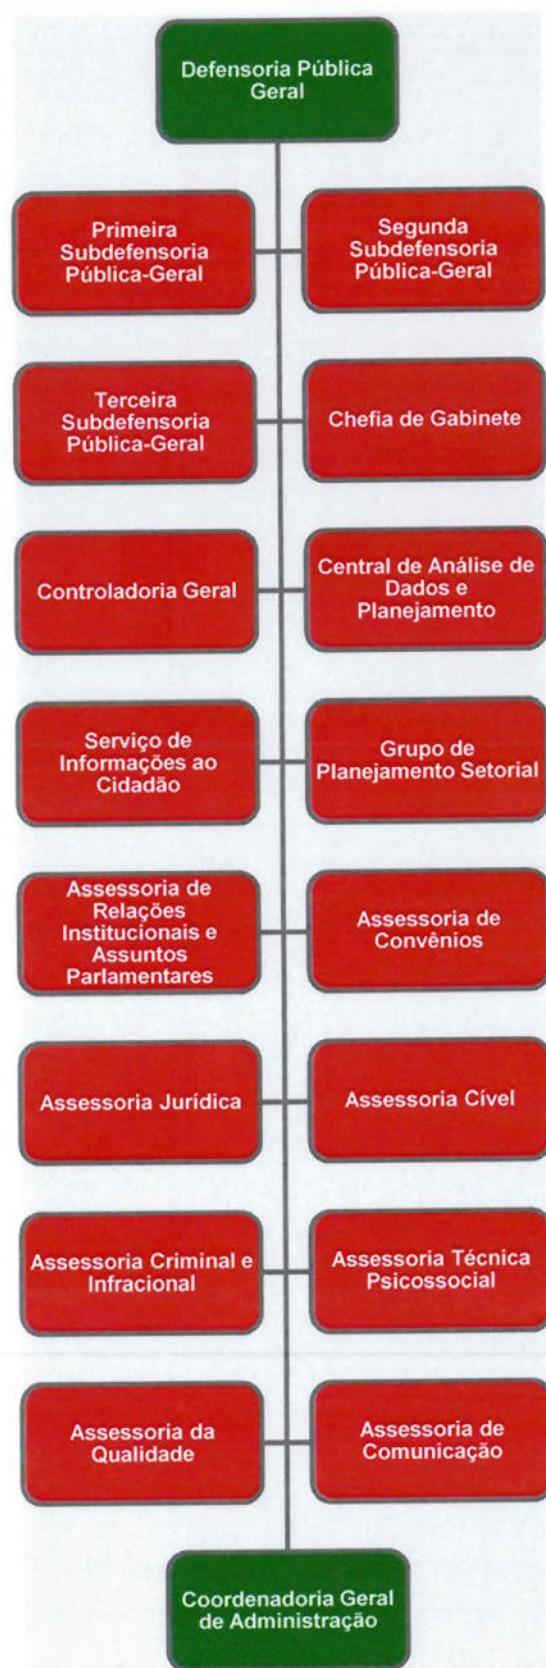 Defensoria Pública
Geral
Primeira
Subdefensoria
Pública-Geral
Segunda
Subdefensoria
Pública-Geral
Terceira
Subdefensoria
Pública-Geral
Chefia de Gabinete
Controladoria Geral
Central de Análise de
Dados e
Planejamento
Serviço de
Informações ao
Cidadão
Grupo de
Planejamento Setorial
Assessoria de
Relações
Institucionais e
Assuntos
Parlamentares
Assessoria de
Convênios
Assessoria Jurídica
Assessoria Cível
Assessoria Criminal e
Infracional
Assessoria Técnica
Psicossocial
Assessoria da
Qualidade
Assessoria de
Comunicação
Coordenadoria Geral
de Administração